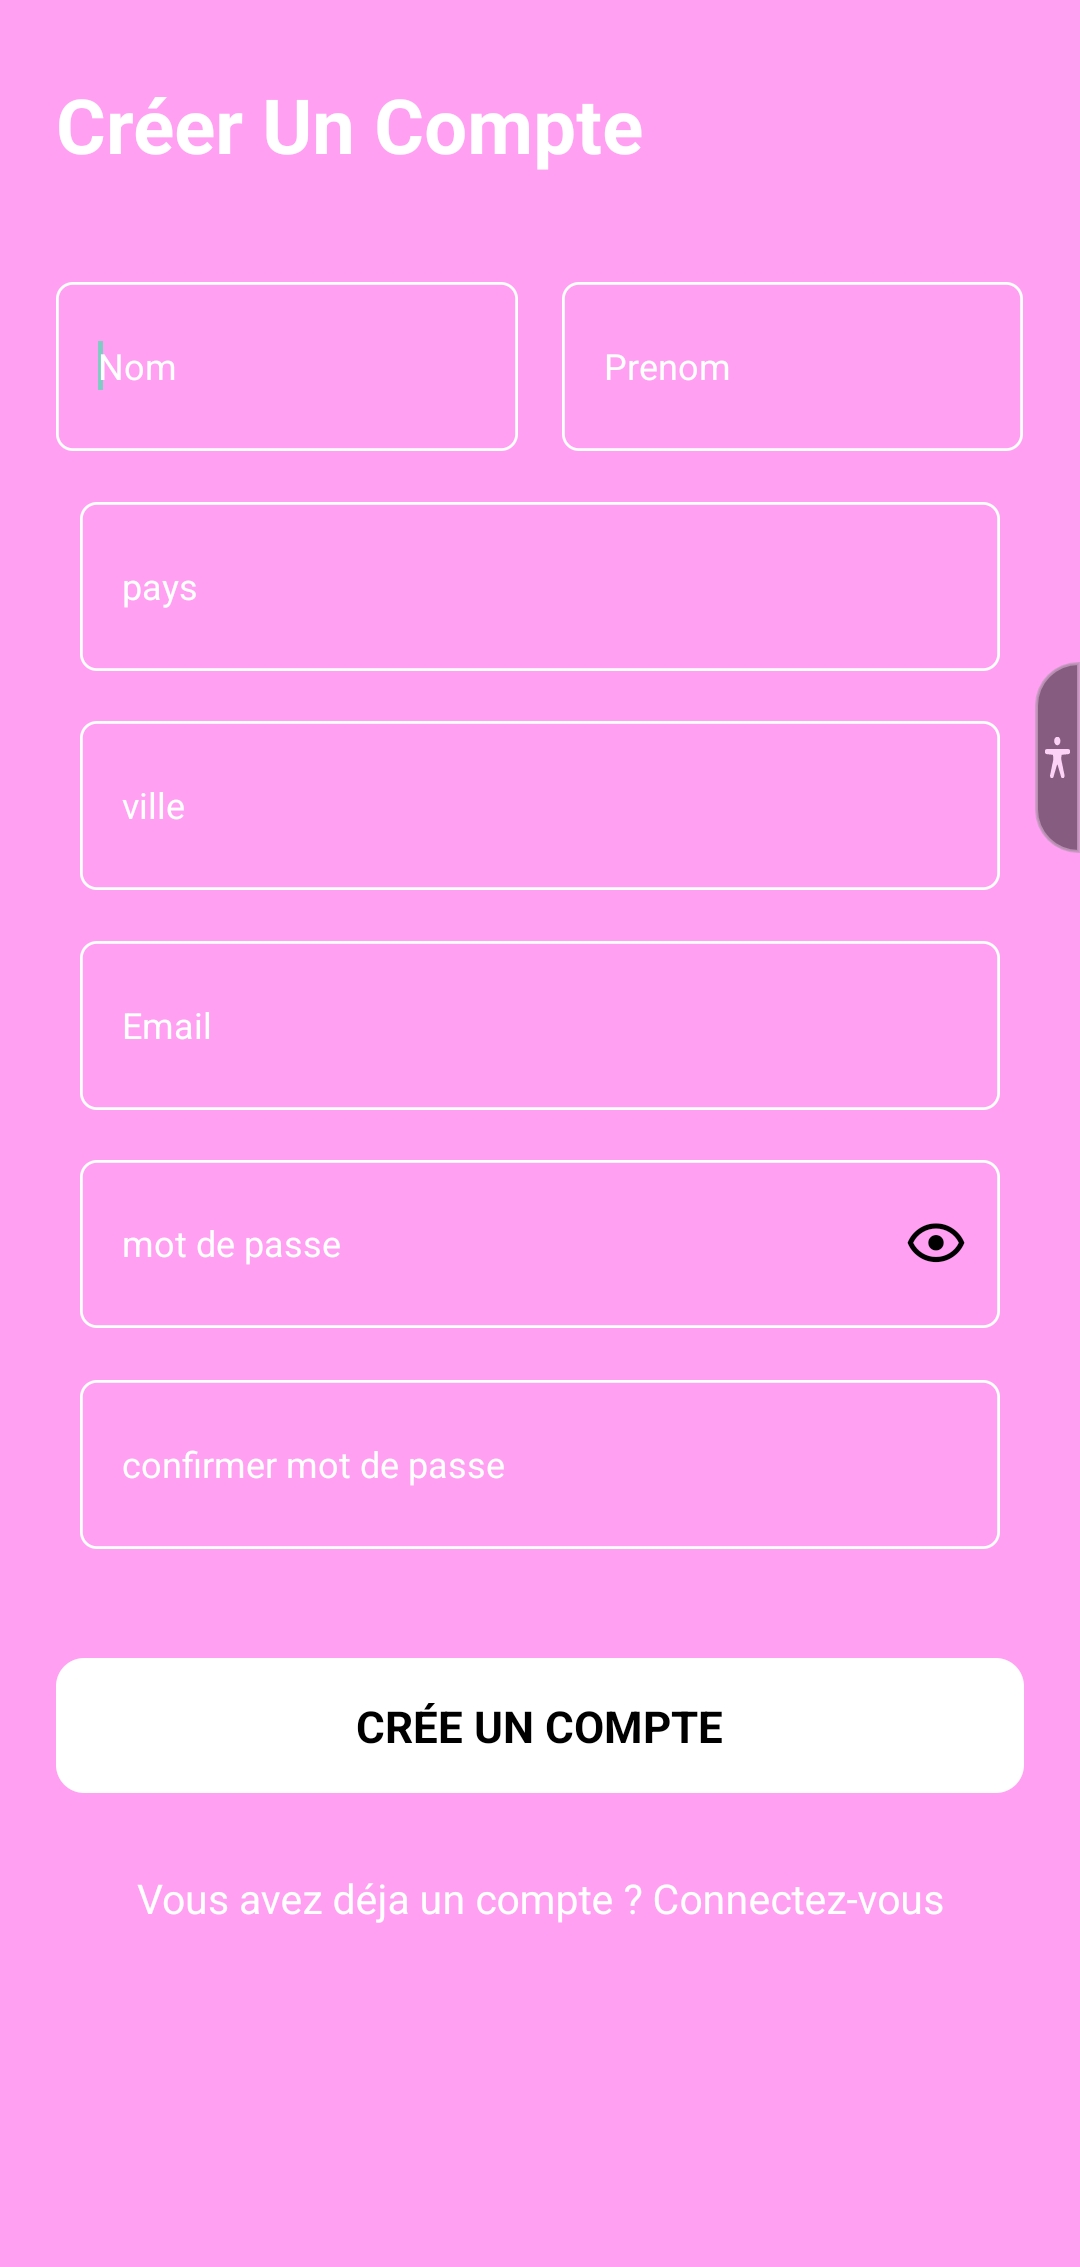 Créer Un Compte
Nom
Prenom
pays
ville
Email
mot de passe
confirmer mot de passe
CRÉE UN COMPTE
Vous avez déja un compte ? Connectez-vous